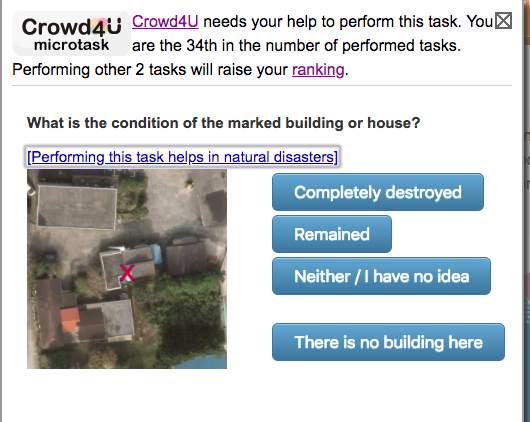 Crowd4U
microtask
Crowd4U needs your help to perform this task. You
are the 34th in the number of performed tasks.
Performing other 2 tasks will raise your ranking.
What is the condition of the marked building or house?
[Performing this task helps in natural disasters]
Completely destroyed
Remained
Neither / I have no idea
There is no building here